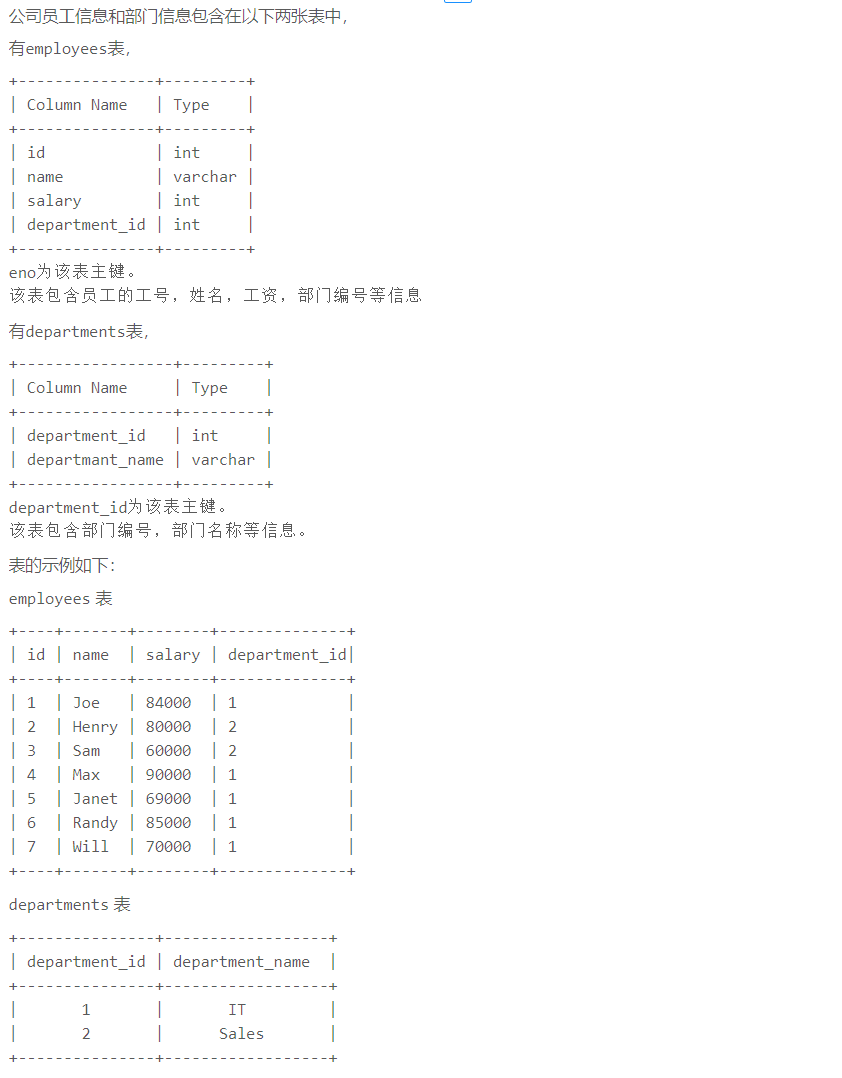 公司员工信息和部门信息包含在以下两张表中，
有employees表，
+---------------+---------+
| Column Name   | Type    |
+---------------+---------+
| id            | int     |
| name          | varchar |
| salary        | int     |
| department_id | int     |
+---------------+---------+
eno为该表主键。
该表包含员工的工号，姓名，工资，部门编号等信息
有departments表，
+-----------------+---------+
| Column Name     | Type    |
+-----------------+---------+
| department_id   | int     |
| departmant_name | varchar |
+-----------------+---------+
department_id为该表主键。
该表包含部门编号，部门名称等信息。
表的示例如下：
employees 表
+----+-------+--------+--------------+
| id | name  | salary | department_id|
+----+-------+--------+--------------+
| 1  | Joe   | 84000  | 1            |
| 2  | Henry | 80000  | 2            |
| 3  | Sam   | 60000  | 2            |
| 4  | Max   | 90000  | 1            |
| 5  | Janet | 69000  | 1            |
| 6  | Randy | 85000  | 1            |
| 7  | Will  | 70000  | 1            |
+----+-------+--------+--------------+
departments 表
+---------------+------------------+
| department_id | department_name  |
+---------------+------------------+
|       1       |       IT         |
|       2       |      Sales       |
+---------------+------------------+